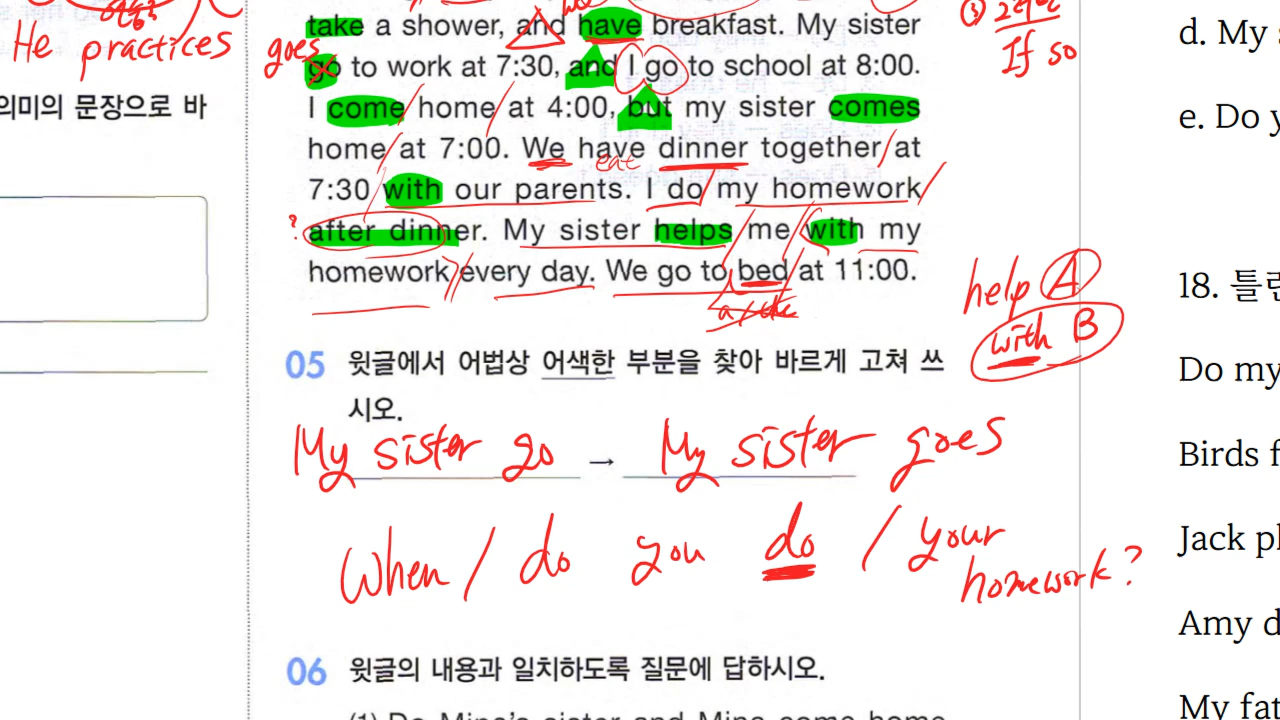 He practices
의미의 문장으로 바
take a shower, and have breakfast. My sister
goes
go to work at 7:30, and I go to school at 8:00.
I come home at 4:00, but my sister comes
home at 7:00. We have dinner together at
eat
7:30 with our parents. I do my homework
?
after dinner. My sister helps me with my
homework every day. We go to bed at 11:00.
help A
with B
05 윗글에서 어법상 어색한 부분을 찾아 바르게 고쳐 쓰
시오.
My sister go → My sister goes
When / do you do / your
homework?
06 윗글의 내용과 일치하도록 질문에 답하시오.
If so
d. My
e. Do y
18. 틀린
Do my
Birds f
Jack pl
Amy d
My fat